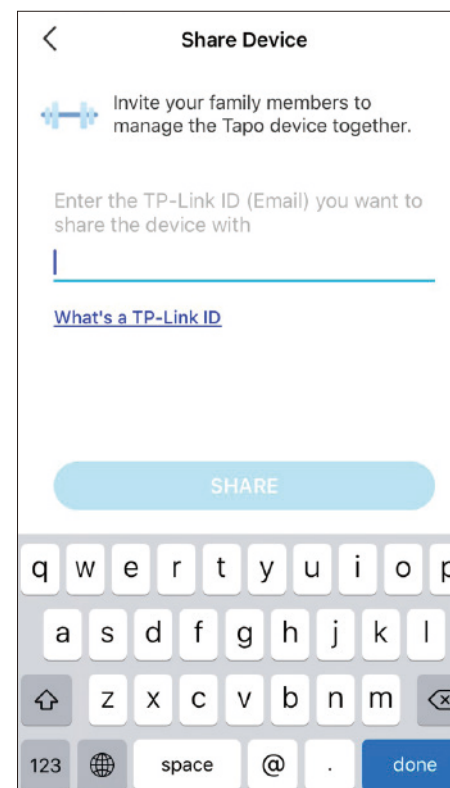 Share Device
Invite your family members to
manage the Tapo device together.
Enter the TP-Link ID (Email) you want to
share the device with
What's a TP-Link ID
SHARE
q w e r t y u i o p
a s d f g h j k l
z x c v b n m
123 space @ . done